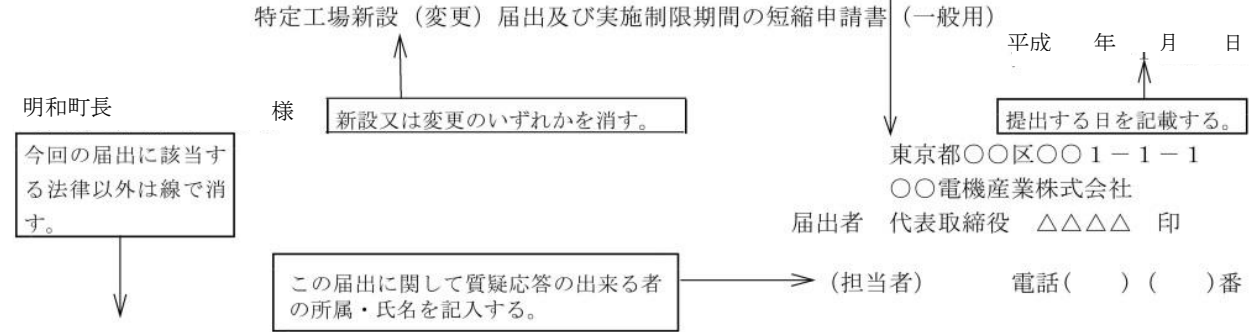 特定工場新設（変更）届出及び実施制限期間の短縮申請書（一般用）
平成　　年　　月　　日
明和町長　　　　　　様
新設又は変更のいずれかを消す。
提出する日を記載する。
今回の届出に該当す
る法律以外は線で消
す。
東京都○○区○○１－１－１
○○電機産業株式会社
届出者　代表取締役　△△△△　印
この届出に関して質疑応答の出来る者
の所属・氏名を記入する。
（担当者）　　　　電話(　　)（　　)番